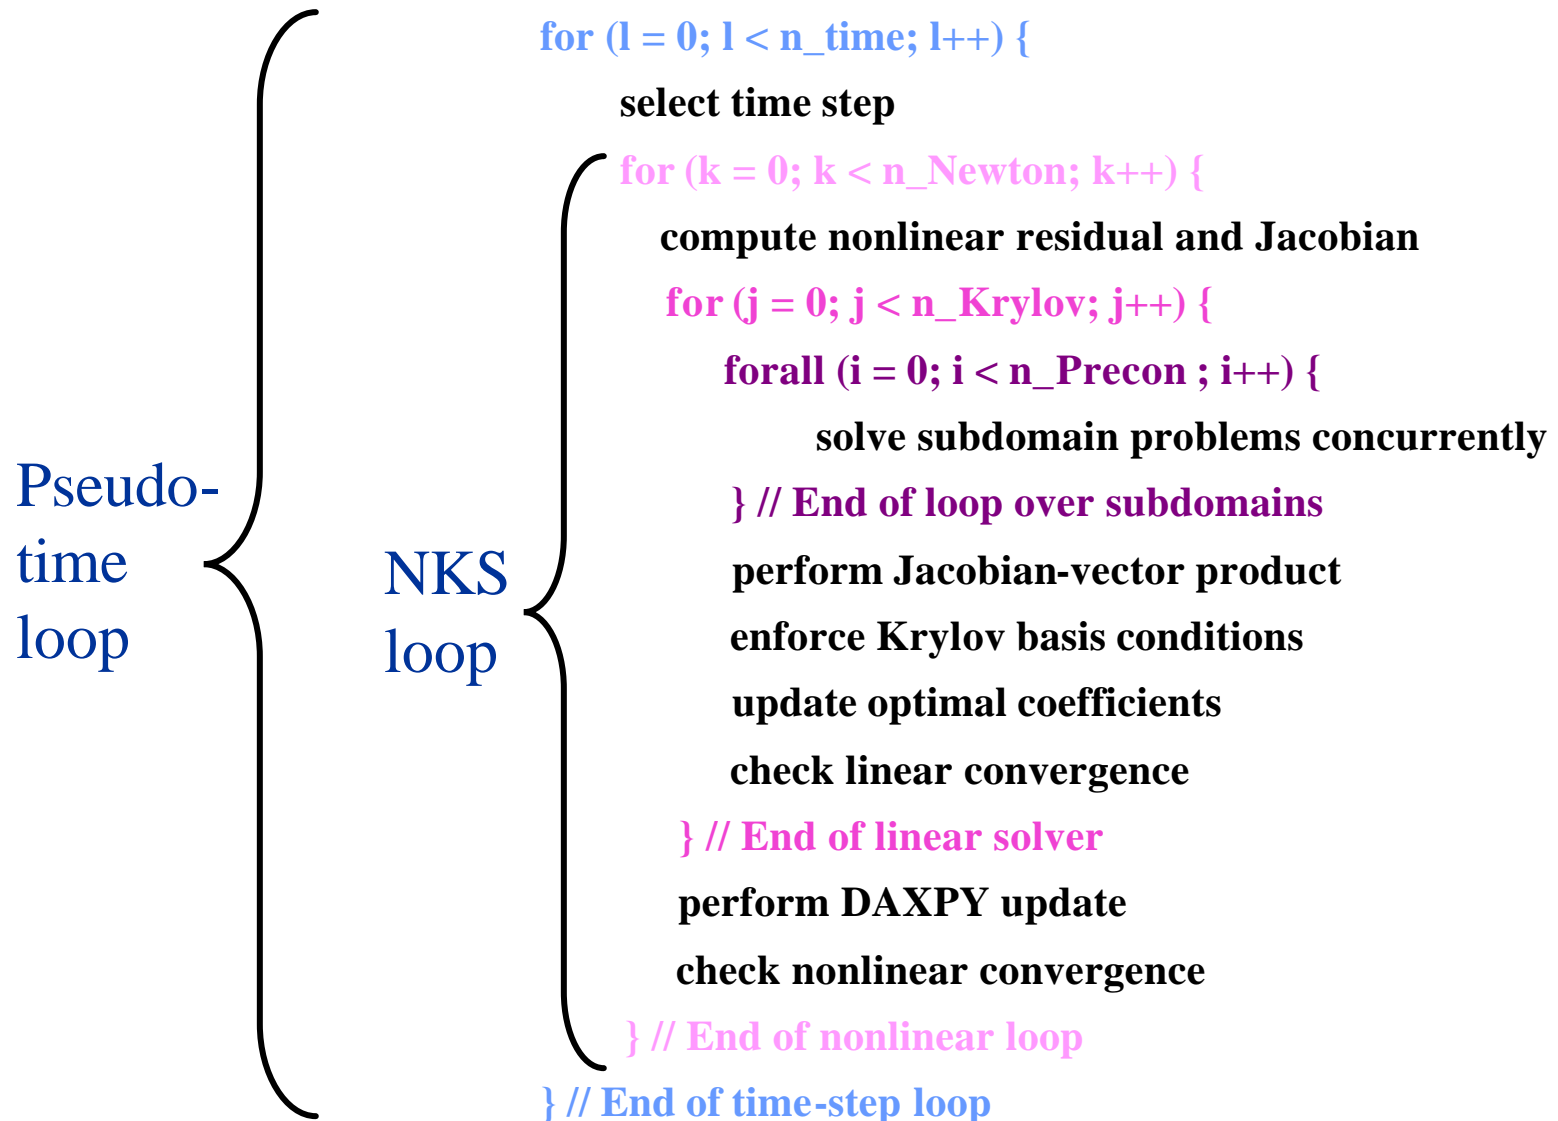 for (l = 0; l < n_time; l++) {
select time step
for (k = 0; k < n_Newton; k++) {
compute nonlinear residual and Jacobian
for (j = 0; j < n_Krylov; j++) {
forall (i = 0; i < n_Precon ; i++) {
solve subdomain problems concurrently
} // End of loop over subdomains
perform Jacobian-vector product
enforce Krylov basis conditions
update optimal coefficients
check linear convergence
} // End of linear solver
perform DAXPY update
check nonlinear convergence
} // End of nonlinear loop
} // End of time-step loop
Pseudo-
time
loop
NKS
loop